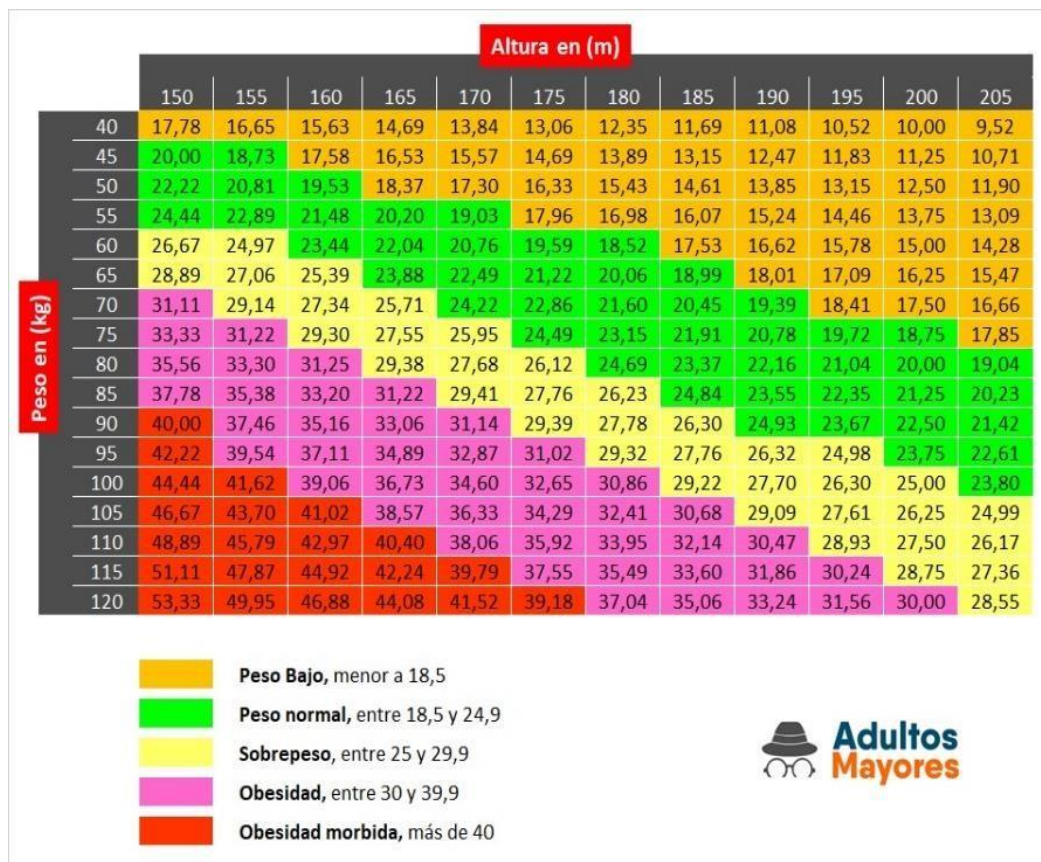 Altura en (m)
150 155 160 165 170 175 180 185 190 195 200 205
Peso en (kg)
40 17,78 16,65 15,63 14,69 13,84 13,06 12,35 11,69 11,08 10,52 10,00 9,52
45 20,00 18,73 17,58 16,53 15,57 14,69 13,89 13,15 12,47 11,83 11,25 10,71
50 22,22 20,81 19,53 18,37 17,30 16,33 15,43 14,61 13,85 13,15 12,50 11,90
55 24,44 22,89 21,48 20,20 19,03 17,96 16,98 16,07 15,24 14,46 13,75 13,09
60 26,67 24,97 23,44 22,04 20,76 19,59 18,52 17,53 16,62 15,78 15,00 14,28
65 28,89 27,06 25,39 23,88 22,49 21,22 20,06 18,99 18,01 17,09 16,25 15,47
70 31,11 29,14 27,34 25,71 24,22 22,86 21,60 20,45 19,39 18,41 17,50 16,66
75 33,33 31,22 29,30 27,55 25,95 24,49 23,15 21,91 20,78 19,72 18,75 17,85
80 35,56 33,30 31,25 29,38 27,68 26,12 24,69 23,37 22,16 21,04 20,00 19,04
85 37,78 35,38 33,20 31,22 29,41 27,76 26,23 24,84 23,55 22,35 21,25 20,23
90 40,00 37,46 35,16 33,06 31,14 29,39 27,78 26,30 24,93 23,67 22,50 21,42
95 42,22 39,54 37,11 34,89 32,87 31,02 29,32 27,76 26,32 24,98 23,75 22,61
100 44,44 41,62 39,06 36,73 34,60 32,65 30,86 29,22 27,70 26,30 25,00 23,80
105 46,67 43,70 41,02 38,57 36,33 34,29 32,41 30,68 29,09 27,61 26,25 24,99
110 48,89 45,79 42,97 40,40 38,06 35,92 33,95 32,14 30,47 28,93 27,50 26,17
115 51,11 47,87 44,92 42,24 39,79 37,55 35,49 33,60 31,86 30,24 28,75 27,36
120 53,33 49,95 46,88 44,08 41,52 39,18 37,04 35,06 33,24 31,56 30,00 28,55
Peso Bajo, menor a 18,5
Peso normal, entre 18,5 y 24,9
Sobrepeso, entre 25 y 29,9
Obesidad, entre 30 y 39,9
Obesidad morbida, más de 40
Adultos
Mayores